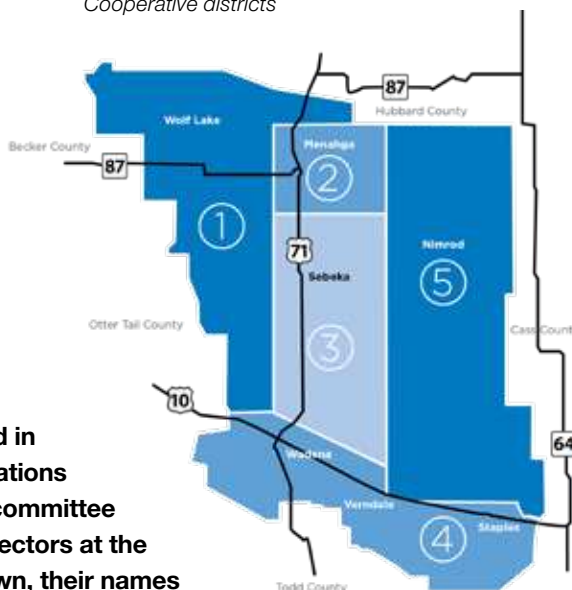 Cooperative districts
87
Hubbard County
Wolf Lake
Becker County
87
Menahga
2
1
71
Nimrod
5
Sebeka
Otter Tail County
Cass County
3
10
64
Wadena
Verndale
Staples
4
Todd County
d in
ations
committee
ectors at the
wn, their names